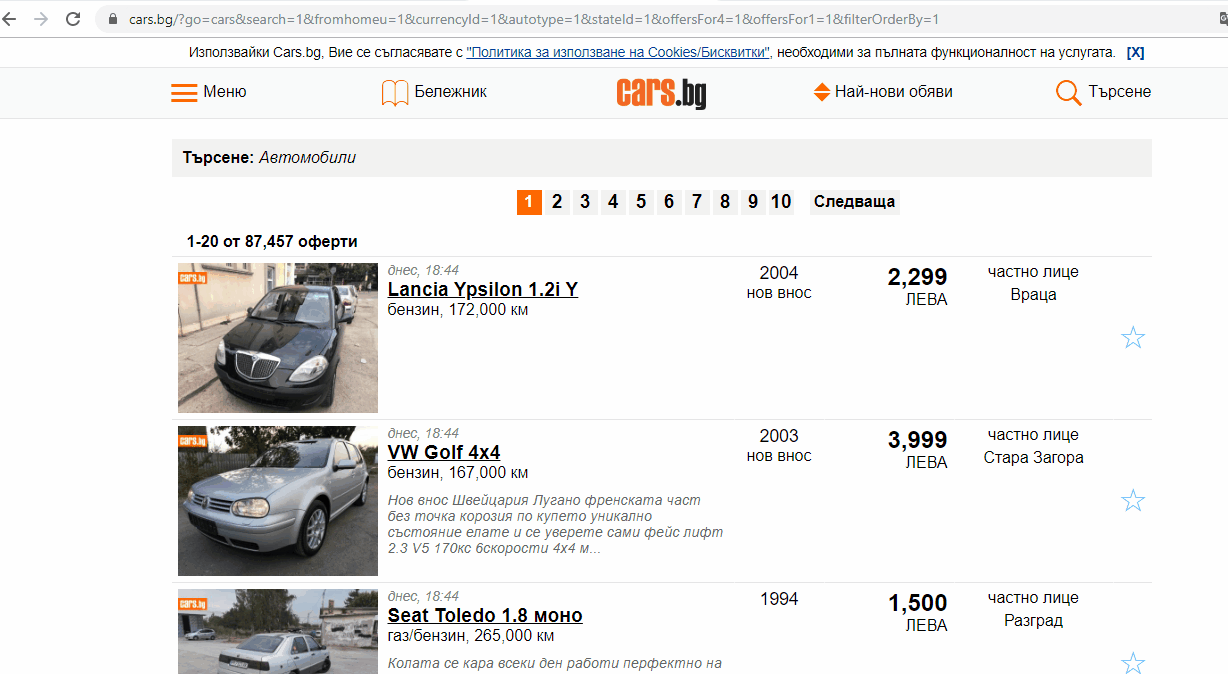 cars.bg/?go=cars&search=1&fromhomeu=1&currencyId=1&autotype=1&stateId=1&offersFor4=1&offersFor1=1&filterOrderBy=1
Използвайки Cars.bg, Вие се съгласявате с "Политика за използване на Cookies/Бисквитки", необходими за пълната функционалност на услугата. [X]
Меню
Бележник
cars.bg
Най-нови обяви
Търсене
Търсене: Автомобили
1 2 3 4 5 6 7 8 9 10 Следваща
1-20 от 87,457 оферти
cars.bg
днес, 18:44
Lancia Ypsilon 1.2i Y
бензин, 172,000 км
2004
нов внос
2,299
ЛЕВА
частно лице
Враца
cars.bg
днес, 18:44
VW Golf 4x4
бензин, 167,000 км
Нов внос Швейцария Лугано френската част
без точка корозия по купето уникално
състояние елате и се уверете сами фейс лифт
2.3 V5 170кс 6скорости 4x4 м...
2003
нов внос
3,999
ЛЕВА
частно лице
Стара Загора
cars.bg
днес, 18:44
Seat Toledo 1.8 моно
газ/бензин, 265,000 км
Колата се кара всеки ден работи перфектно на
1994
1,500
ЛЕВА
частно лице
Разград